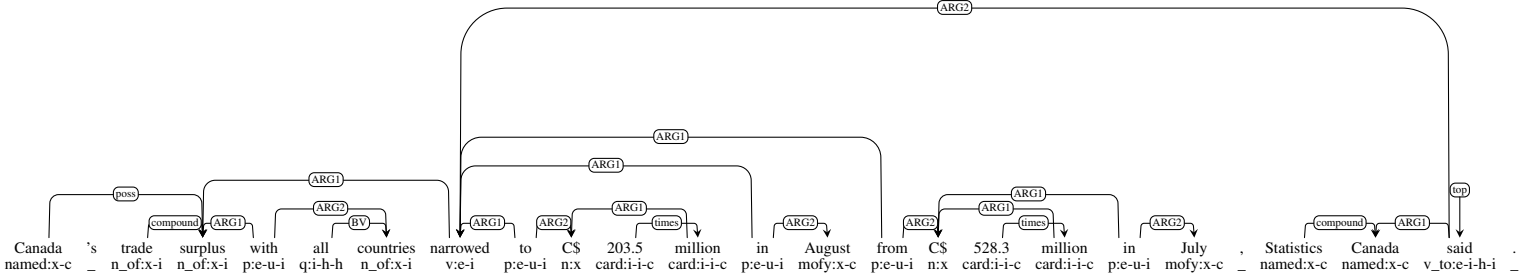 ARG2
ARG1
ARG1
ARG1 top
poss ARG1
ARG2 ARG1 ARG1
compound ARG1 BV ARG1 ARG2 times ARG2 ARG2 times ARG2 compound ARG1
Canada 's trade surplus with all countries narrowed to C$ 203.5 million in August from C$ 528.3 million in July , Statistics Canada said .
named:x-c _ n_of:x-i n_of:x-i p:e-u-i q:i-h-h n_of:x-i v:e-i p:e-u-i n:x card:i-i-c card:i-i-c p:e-u-i mofy:x-c p:e-u-i n:x card:i-i-c card:i-i-c p:e-u-i mofy:x-c _ named:x-c named:x-c v_to:e-i-h-i _